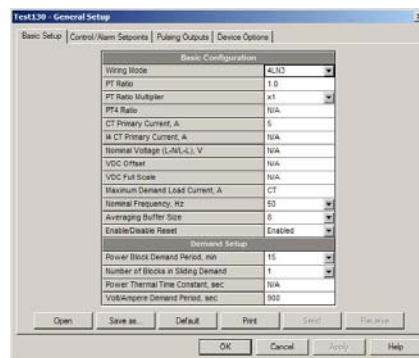 Test130 - General Setup
Basic Setup Control/Alarm Setpoints Pulsing Outputs Device Options
Basic Configuration
Wiring Mode 4LN3
PT Ratio 1.0
PT Ratio Multiplier x1
PT4 Ratio N/A
CT Primary Current, A 5
I4 CT Primary Current, A N/A
Nominal Voltage (L-N/L-L), V N/A
VDC Offset N/A
VDC Full Scale N/A
Maximum Demand Load Current, A CT
Nominal Frequency, Hz 50
Averaging Buffer Size 8
Enable/Disable Reset Enabled
Demand Setup
Power Block Demand Period, min 15
Number of Blocks in Sliding Demand 1
Power Thermal Time Constant, sec N/A
Volt/Ampere Demand Period, sec 900
Open Save as... Default Print Send Receive
OK Cancel Apply Help